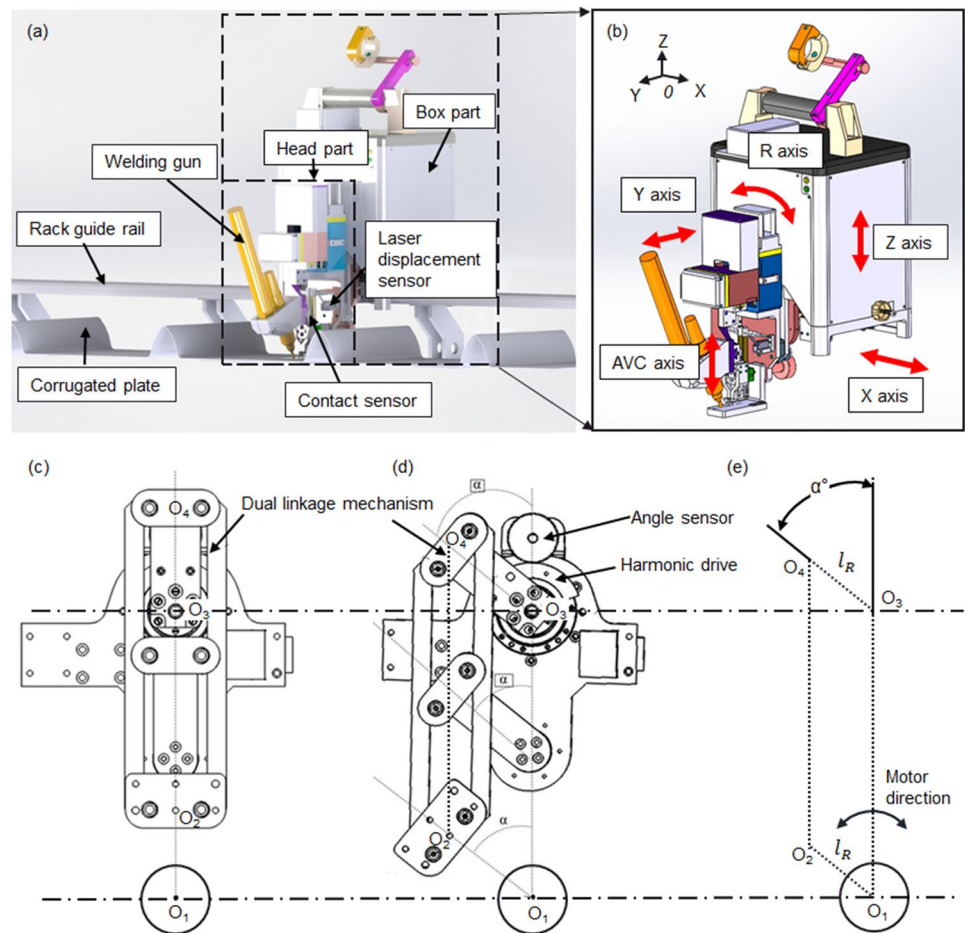 (a)
Welding gun
Head part
Box part
Rack guide rail
Laser
displacement
sensor
Corrugated plate
Contact sensor
(b)
Z
Y
0
X
R axis
Y axis
Z axis
AVC axis
X axis
(c)
O4
Dual linkage mechanism
O3
O2
O1
(d)
α
O4
Angle sensor
Harmonic drive
O3
α
α
O2
O1
(e)
α°
O4
lR
O3
Motor
direction
O2
lR
O1